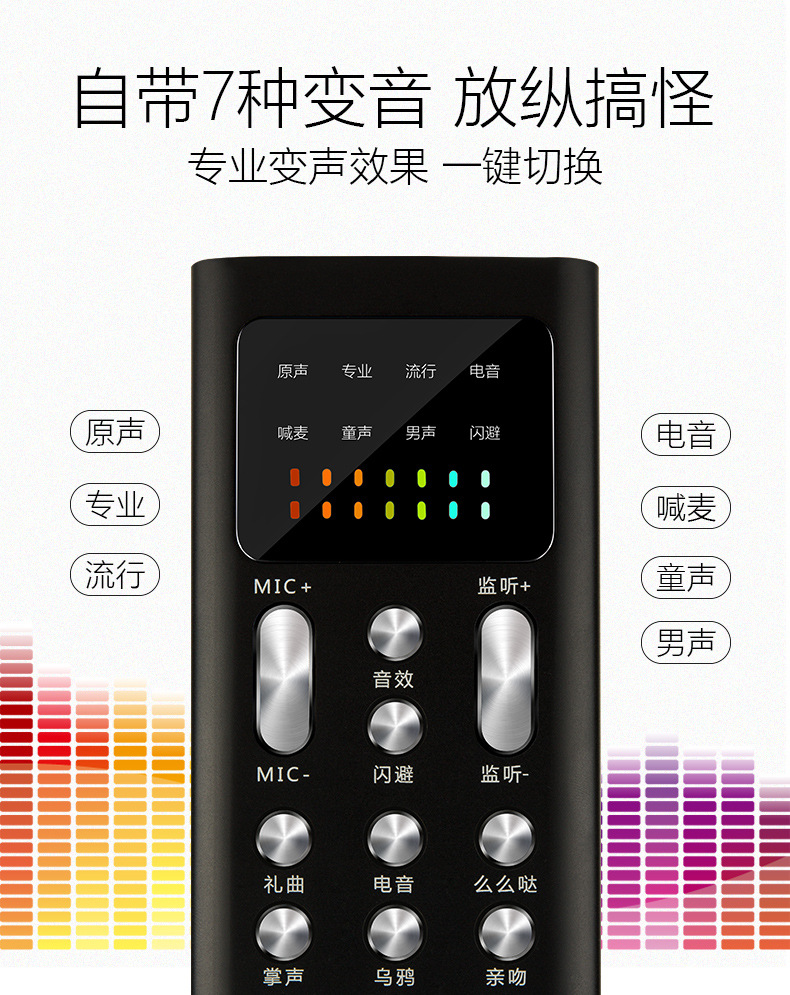 自带7种变音 放纵搞怪
专业变声效果 一键切换
原声 专业 流行 电音
喊麦 童声 男声 闪避
原声
专业
流行
电音
喊麦
童声
男声
MIC+ 监听+
音效
MIC- 闪避 监听-
礼曲 电音 么么哒
掌声 乌鸦 亲吻